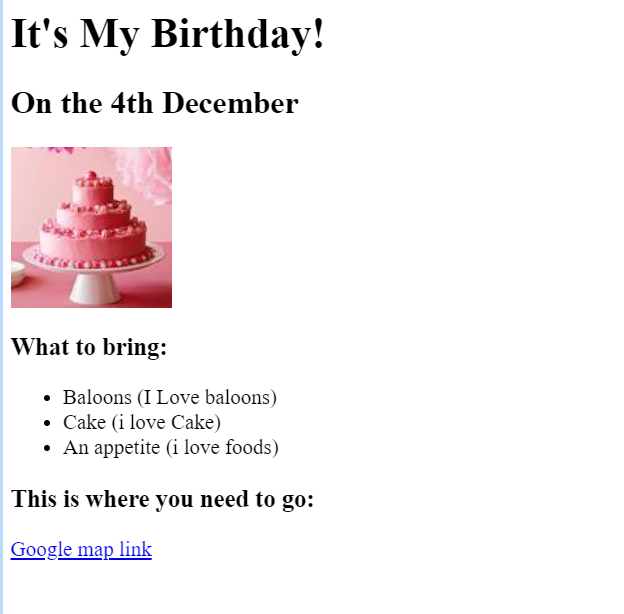 It's My Birthday!
On the 4th December
What to bring:
Baloons (I Love baloons)
Cake (i love Cake)
An appetite (i love foods)
This is where you need to go:
Google map link